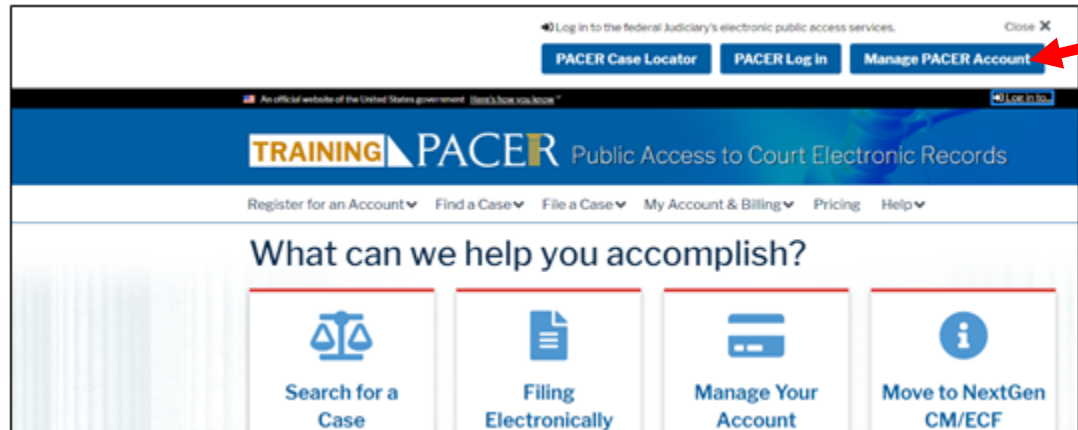 Log in to the federal Judiciary's electronic public access services. Close X
PACER Case Locator PACER Log in Manage PACER Account
An official website of the United States government Here's how you know
Log in to...
TRAINING PACER Public Access to Court Electronic Records
Register for an Account Find a Case File a Case My Account & Billing Pricing Help
What can we help you accomplish?
Search for a
Case
Filing
Electronically
Manage Your
Account
Move to NextGen
CM/ECF